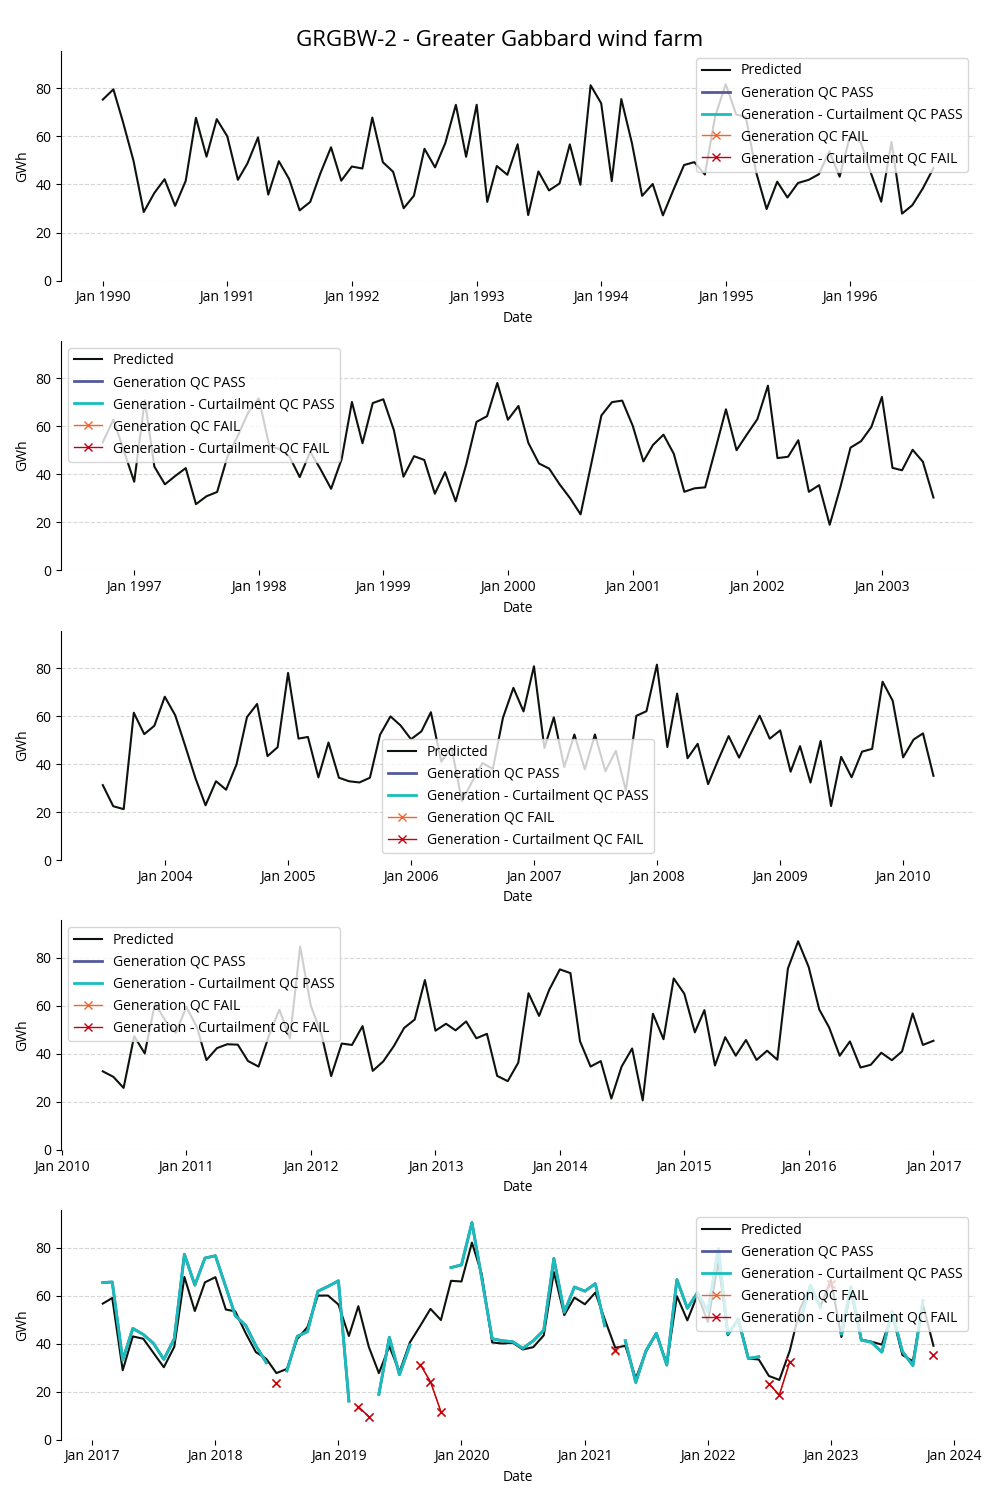 GRGBW-2 - Greater Gabbard wind farm
80
60
40
20
0
GWh
Predicted
Generation QC PASS
Generation - Curtailment QC PASS
Generation QC FAIL
Generation - Curtailment QC FAIL
Jan 1990 Jan 1991 Jan 1992 Jan 1993 Jan 1994 Jan 1995 Jan 1996
Date
80
60
40
20
0
GWh
Predicted
Generation QC PASS
Generation - Curtailment QC PASS
Generation QC FAIL
Generation - Curtailment QC FAIL
Jan 1997 Jan 1998 Jan 1999 Jan 2000 Jan 2001 Jan 2002 Jan 2003
Date
80
60
40
20
0
GWh
Predicted
Generation QC PASS
Generation - Curtailment QC PASS
Generation QC FAIL
Generation - Curtailment QC FAIL
Jan 2004 Jan 2005 Jan 2006 Jan 2007 Jan 2008 Jan 2009 Jan 2010
Date
80
60
40
20
0
GWh
Predicted
Generation QC PASS
Generation - Curtailment QC PASS
Generation QC FAIL
Generation - Curtailment QC FAIL
Jan 2010 Jan 2011 Jan 2012 Jan 2013 Jan 2014 Jan 2015 Jan 2016 Jan 2017
Date
80
60
40
20
0
GWh
Predicted
Generation QC PASS
Generation - Curtailment QC PASS
Generation QC FAIL
Generation - Curtailment QC FAIL
Jan 2017 Jan 2018 Jan 2019 Jan 2020 Jan 2021 Jan 2022 Jan 2023 Jan 2024
Date